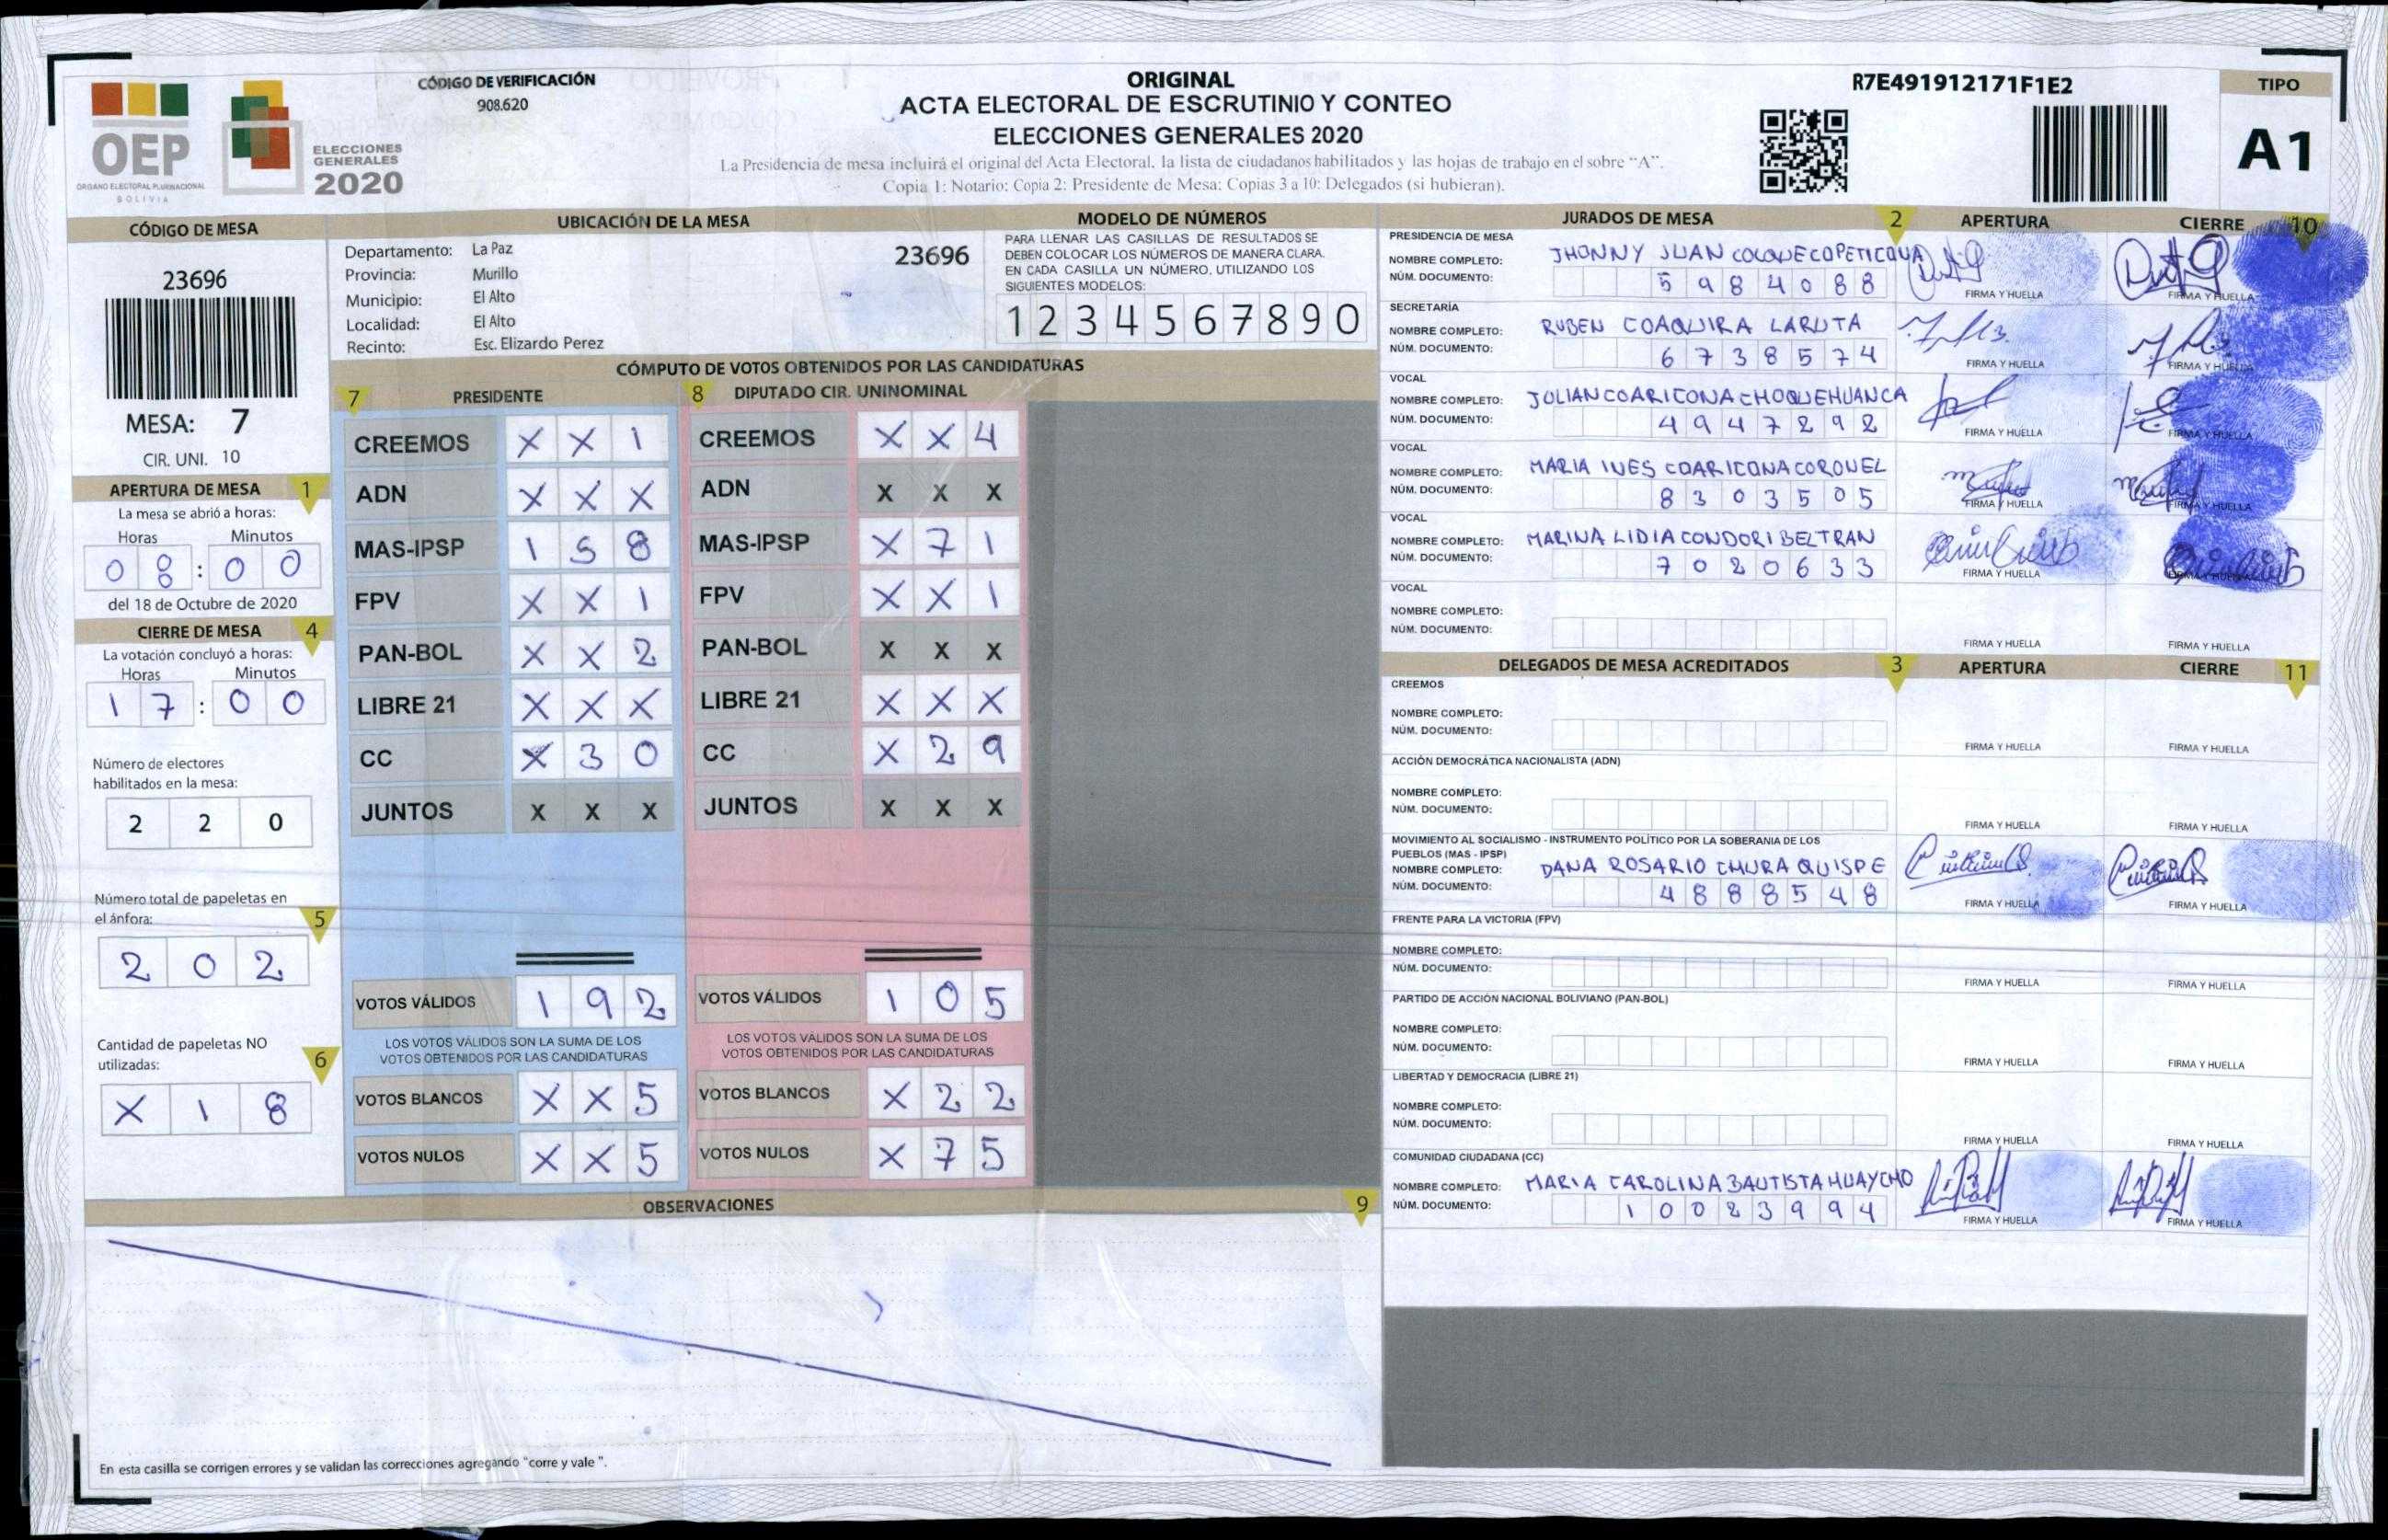 CÓDIGO DE VERIFICACIÓN
908.620
OEP
ÓRGANO ELECTORAL PLURINACIONAL
BOLIVIA
ELECCIONES
GENERALES
2020
ORIGINAL
ACTA ELECTORAL DE ESCRUTINIO Y CONTEO
ELECCIONES GENERALES 2020
La Presidencia de mesa incluirá el original del Acta Electoral, la lista de ciudadanos habilitados y las hojas de trabajo en el sobre “A”.
Copia 1: Notario; Copia 2: Presidente de Mesa; Copias 3 a 10: Delegados (si hubieran).
R7E491912171F1E2
TIPO
A1
CÓDIGO DE MESA
23696
MESA: 7
CIR. UNI. 10
APERTURA DE MESA 1
La mesa se abrió a horas:
Horas Minutos
0 8 : 0 0
del 18 de Octubre de 2020
CIERRE DE MESA 4
La votación concluyó a horas:
Horas Minutos
1 7 : 0 0
Número de electores
habilitados en la mesa:
2 2 0
Número total de papeletas en
el ánfora: 5
2 0 2
Cantidad de papeletas NO
utilizadas: 6
X 1 8
UBICACIÓN DE LA MESA
Departamento: La Paz
Provincia: Murillo
Municipio: El Alto
Localidad: El Alto
Recinto: Esc. Elizardo Perez
23696
MODELO DE NÚMEROS
PARA LLENAR LAS CASILLAS DE RESULTADOS SE
DEBEN COLOCAR LOS NÚMEROS DE MANERA CLARA.
EN CADA CASILLA UN NÚMERO, UTILIZANDO LOS
SIGUIENTES MODELOS:
1 2 3 4 5 6 7 8 9 0
CÓMPUTO DE VOTOS OBTENIDOS POR LAS CANDIDATURAS
7 PRESIDENTE
CREEMOS X X 1
ADN X X X
MAS-IPSP 1 5 8
FPV X X 1
PAN-BOL X X 2
LIBRE 21 X X X
CC X 3 0
JUNTOS X X X
VOTOS VÁLIDOS 1 9 2
LOS VOTOS VÁLIDOS SON LA SUMA DE LOS
VOTOS OBTENIDOS POR LAS CANDIDATURAS
VOTOS BLANCOS X X 5
VOTOS NULOS X X 5
8 DIPUTADO CIR. UNINOMINAL
CREEMOS X X 4
ADN X X X
MAS-IPSP X 7 1
FPV X X 1
PAN-BOL X X X
LIBRE 21 X X X
CC X 2 9
JUNTOS X X X
VOTOS VÁLIDOS 1 0 5
LOS VOTOS VÁLIDOS SON LA SUMA DE LOS
VOTOS OBTENIDOS POR LAS CANDIDATURAS
VOTOS BLANCOS X 2 2
VOTOS NULOS X 7 5
OBSERVACIONES 9
En esta casilla se corrigen errores y se validan las correcciones agregando "corre y vale ".
JURADOS DE MESA 2 APERTURA CIERRE 10
PRESIDENCIA DE MESA
NOMBRE COMPLETO: JHONNY JUAN COLQUECOPETICONA
NÚM. DOCUMENTO: 5 9 8 4 0 8 8
FIRMA Y HUELLA FIRMA Y HUELLA
SECRETARÍA
NOMBRE COMPLETO: RUBEN COAQUIRA LARUTA
NÚM. DOCUMENTO: 6 7 3 8 5 7 4
FIRMA Y HUELLA FIRMA Y HUELLA
VOCAL
NOMBRE COMPLETO: JULIAN COARICONA CHOQUEHUANCA
NÚM. DOCUMENTO: 4 9 4 7 2 9 2
FIRMA Y HUELLA FIRMA Y HUELLA
VOCAL
NOMBRE COMPLETO: MARIA INES COARICONA CORONEL
NÚM. DOCUMENTO: 8 3 0 3 5 0 5
FIRMA Y HUELLA FIRMA Y HUELLA
VOCAL
NOMBRE COMPLETO: MARINA LIDIA CONDORI BELTRAN
NÚM. DOCUMENTO: 7 0 2 0 6 3 3
FIRMA Y HUELLA FIRMA Y HUELLA
VOCAL
NOMBRE COMPLETO:
NÚM. DOCUMENTO:
FIRMA Y HUELLA FIRMA Y HUELLA
DELEGADOS DE MESA ACREDITADOS 3 APERTURA CIERRE 11
CREEMOS
NOMBRE COMPLETO:
NÚM. DOCUMENTO:
FIRMA Y HUELLA FIRMA Y HUELLA
ACCIÓN DEMOCRÁTICA NACIONALISTA (ADN)
NOMBRE COMPLETO:
NÚM. DOCUMENTO:
FIRMA Y HUELLA FIRMA Y HUELLA
MOVIMIENTO AL SOCIALISMO - INSTRUMENTO POLÍTICO POR LA SOBERANIA DE LOS
PUEBLOS (MAS - IPSP)
NOMBRE COMPLETO: DANA ROSARIO CHURA QUISPE
NÚM. DOCUMENTO: 4 8 8 8 5 4 8
FIRMA Y HUELLA FIRMA Y HUELLA
FRENTE PARA LA VICTORIA (FPV)
NOMBRE COMPLETO:
NÚM. DOCUMENTO:
FIRMA Y HUELLA FIRMA Y HUELLA
PARTIDO DE ACCIÓN NACIONAL BOLIVIANO (PAN-BOL)
NOMBRE COMPLETO:
NÚM. DOCUMENTO:
FIRMA Y HUELLA FIRMA Y HUELLA
LIBERTAD Y DEMOCRACIA (LIBRE 21)
NOMBRE COMPLETO:
NÚM. DOCUMENTO:
FIRMA Y HUELLA FIRMA Y HUELLA
COMUNIDAD CIUDADANA (CC)
NOMBRE COMPLETO: MARIA CAROLINA BAUTISTA HUAYCHO
NÚM. DOCUMENTO: 1 0 0 2 3 9 9 4
FIRMA Y HUELLA FIRMA Y HUELLA